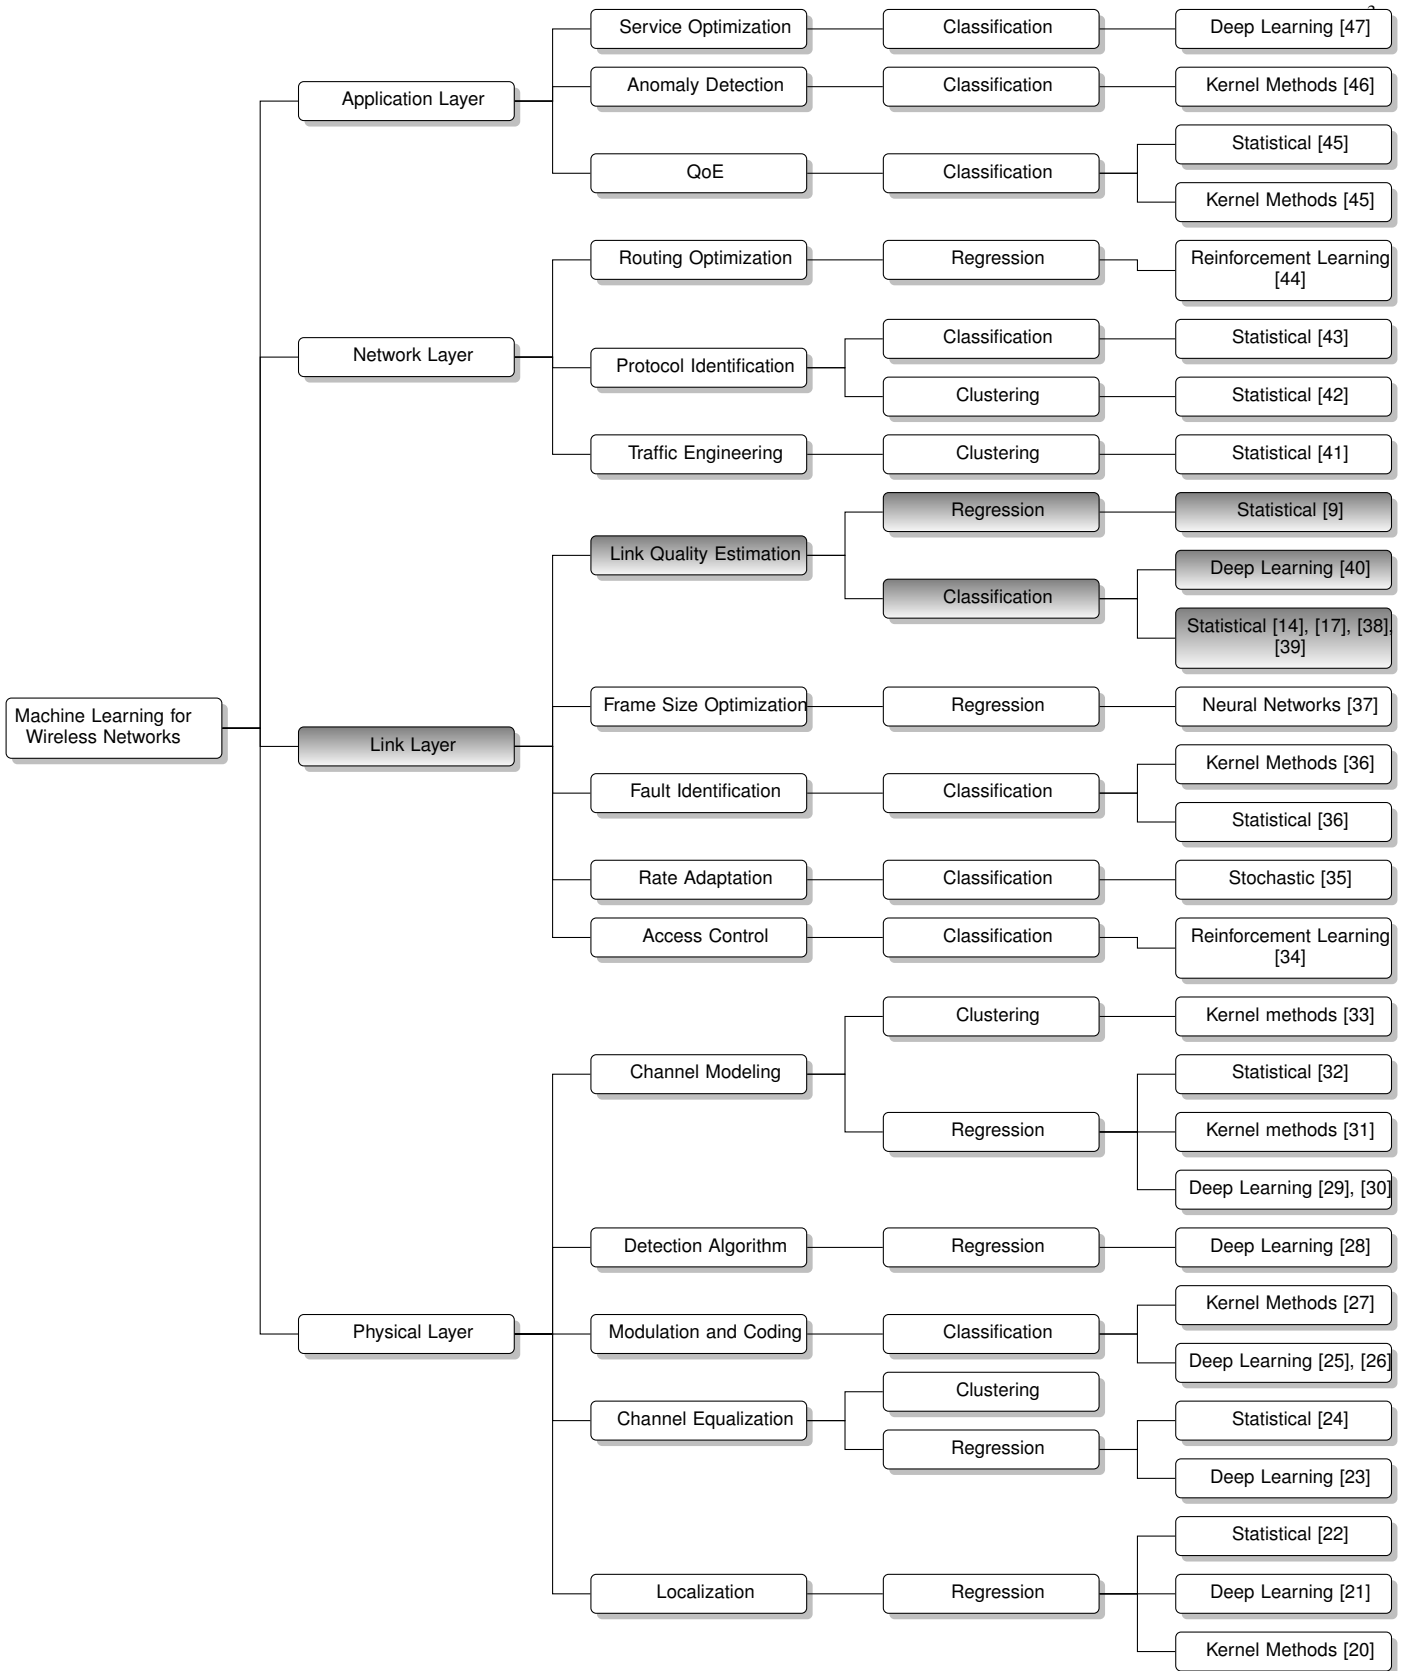 Service Optimization
Classification
Deep Learning [47]
Anomaly Detection
Classification
Kernel Methods [46]
Application Layer
Statistical [45]
QoE
Classification
Kernel Methods [45]
Routing Optimization
Regression
Reinforcement Learning
[44]
Classification
Statistical [43]
Network Layer
Protocol Identification
Clustering
Statistical [42]
Traffic Engineering
Clustering
Statistical [41]
Regression
Statistical [9]
Link Quality Estimation
Deep Learning [40]
Classification
Statistical [14], [17], [38],
[39]
Frame Size Optimization
Regression
Neural Networks [37]
Machine Learning for
Wireless Networks
Link Layer
Kernel Methods [36]
Fault Identification
Classification
Statistical [36]
Rate Adaptation
Classification
Stochastic [35]
Access Control
Classification
Reinforcement Learning
[34]
Clustering
Kernel methods [33]
Channel Modeling
Statistical [32]
Regression
Kernel methods [31]
Deep Learning [29], [30]
Detection Algorithm
Regression
Deep Learning [28]
Kernel Methods [27]
Physical Layer
Modulation and Coding
Classification
Deep Learning [25], [26]
Clustering
Channel Equalization
Statistical [24]
Regression
Deep Learning [23]
Statistical [22]
Localization
Regression
Deep Learning [21]
Kernel Methods [20]